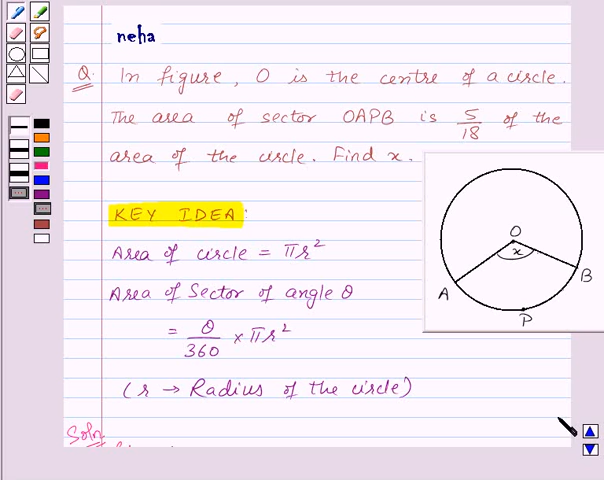 neha
Q. In figure, O is the centre of a circle.
The area of sector OAPB is 5/18 of the
area of the circle. Find x.
KEY IDEA:
Area of circle = πr²
Area of Sector of angle θ
= θ/360 × πr²
(r → Radius of the circle)
Soln
O
x
A
B
P